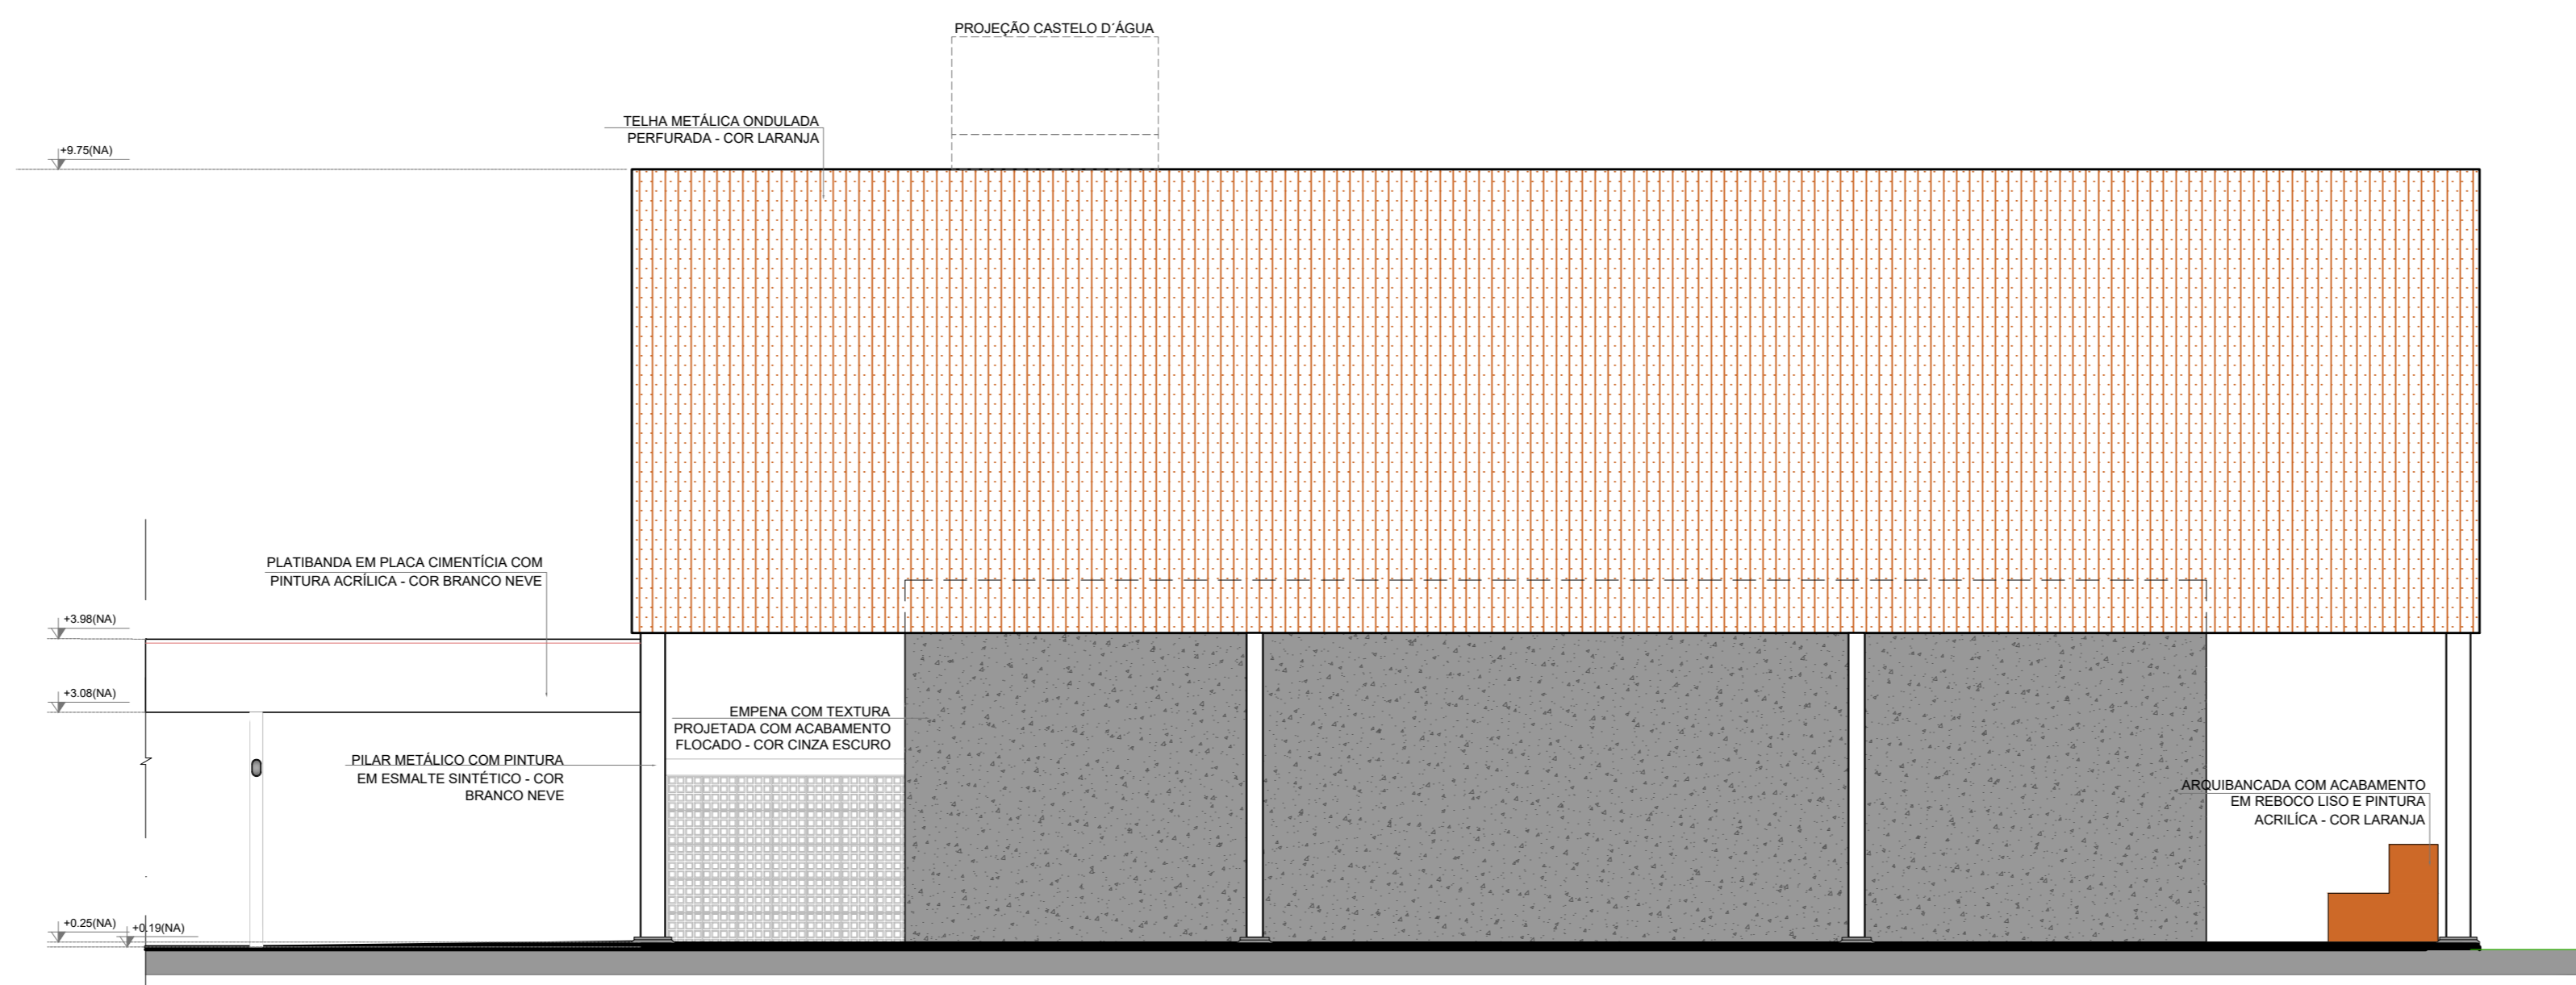 PROJEÇÃO CASTELO D´ÁGUA
TELHA METÁLICA ONDULADA
PERFURADA - COR LARANJA
+9.75(NA)
PLATIBANDA EM PLACA CIMENTÍCIA COM
PINTURA ACRÍLICA - COR BRANCO NEVE
+3.98(NA)
+3.08(NA)
EMPENA COM TEXTURA
PROJETADA COM ACABAMENTO
FLOCADO - COR CINZA ESCURO
PILAR METÁLICO COM PINTURA
EM ESMALTE SINTÉTICO - COR
BRANCO NEVE
ARQUIBANCADA COM ACABAMENTO
EM REBOCO LISO E PINTURA
ACRILÍCA - COR LARANJA
+0.25(NA)
+0.19(NA)